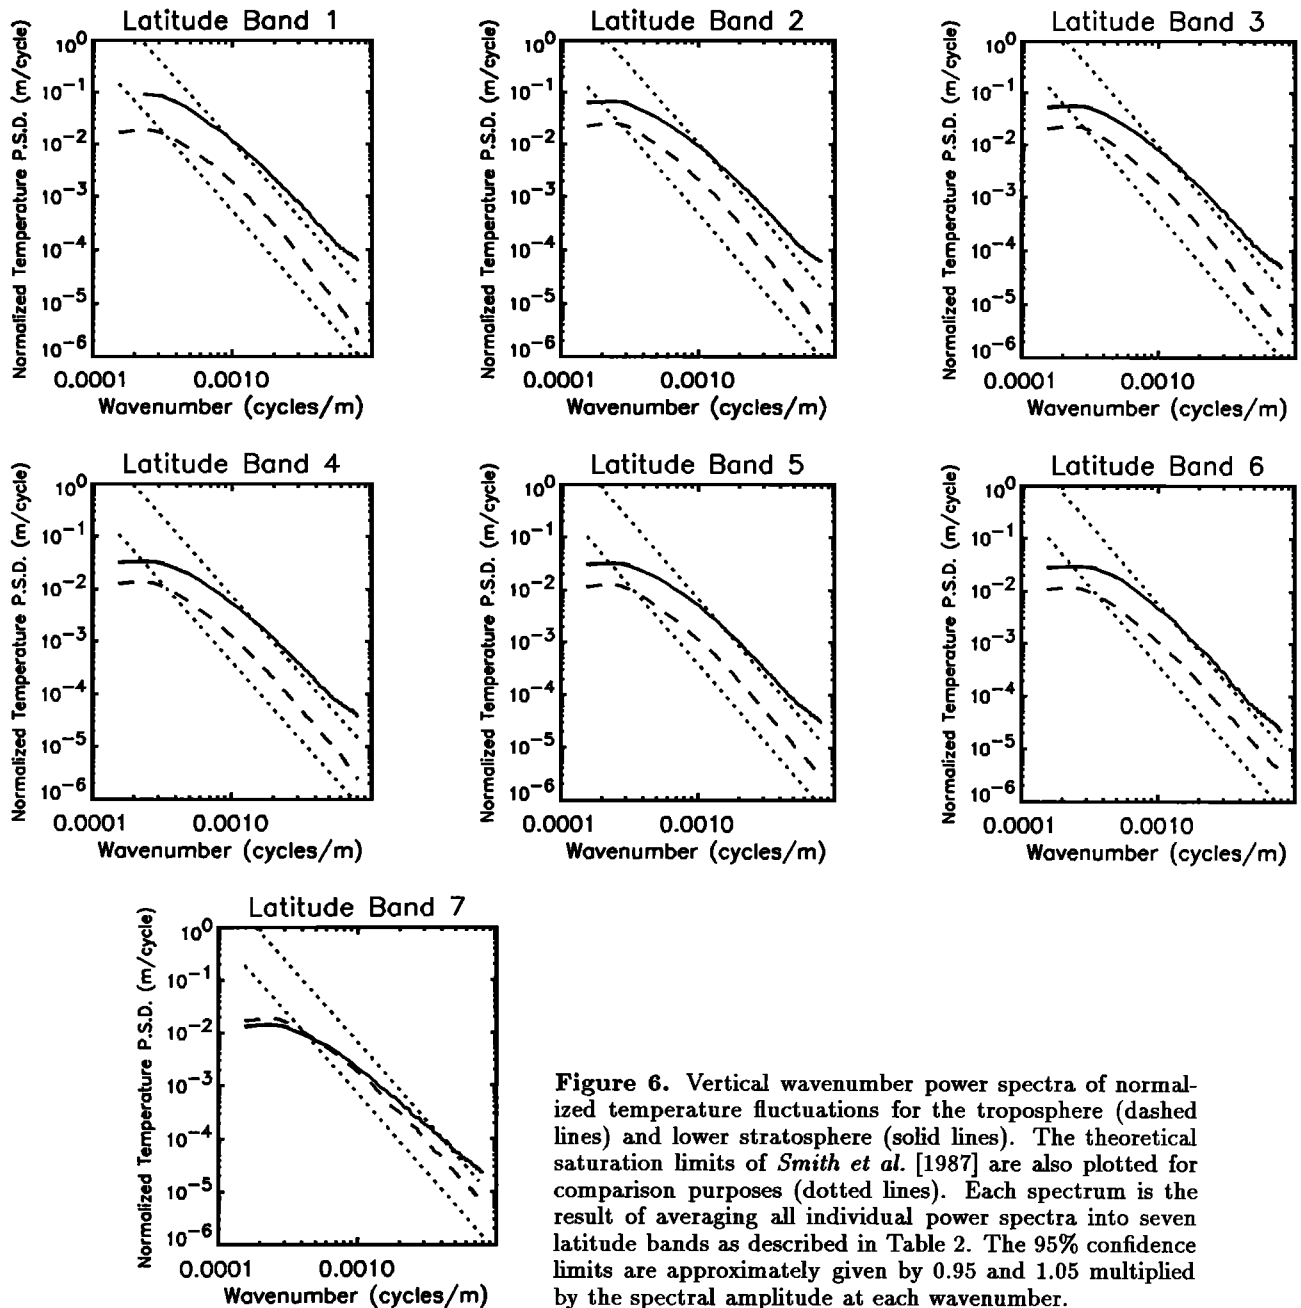 Latitude Band 1
Normalized Temperature P.S.D. (m/cycle)
10^0
10^-1
10^-2
10^-3
10^-4
10^-5
10^-6
0.0001 0.0010
Wavenumber (cycles/m)
Latitude Band 2
Normalized Temperature P.S.D. (m/cycle)
10^0
10^-1
10^-2
10^-3
10^-4
10^-5
10^-6
0.0001 0.0010
Wavenumber (cycles/m)
Latitude Band 3
Normalized Temperature P.S.D. (m/cycle)
10^0
10^-1
10^-2
10^-3
10^-4
10^-5
10^-6
0.0001 0.0010
Wavenumber (cycles/m)
Latitude Band 4
Normalized Temperature P.S.D. (m/cycle)
10^0
10^-1
10^-2
10^-3
10^-4
10^-5
10^-6
0.0001 0.0010
Wavenumber (cycles/m)
Latitude Band 5
Normalized Temperature P.S.D. (m/cycle)
10^0
10^-1
10^-2
10^-3
10^-4
10^-5
10^-6
0.0001 0.0010
Wavenumber (cycles/m)
Latitude Band 6
Normalized Temperature P.S.D. (m/cycle)
10^0
10^-1
10^-2
10^-3
10^-4
10^-5
10^-6
0.0001 0.0010
Wavenumber (cycles/m)
Latitude Band 7
Normalized Temperature P.S.D. (m/cycle)
10^0
10^-1
10^-2
10^-3
10^-4
10^-5
10^-6
0.0001 0.0010
Wavenumber (cycles/m)
Figure 6. Vertical wavenumber power spectra of normal-
ized temperature fluctuations for the troposphere (dashed
lines) and lower stratosphere (solid lines). The theoretical
saturation limits of Smith et al. [1987] are also plotted for
comparison purposes (dotted lines). Each spectrum is the
result of averaging all individual power spectra into seven
latitude bands as described in Table 2. The 95% confidence
limits are approximately given by 0.95 and 1.05 multiplied
by the spectral amplitude at each wavenumber.